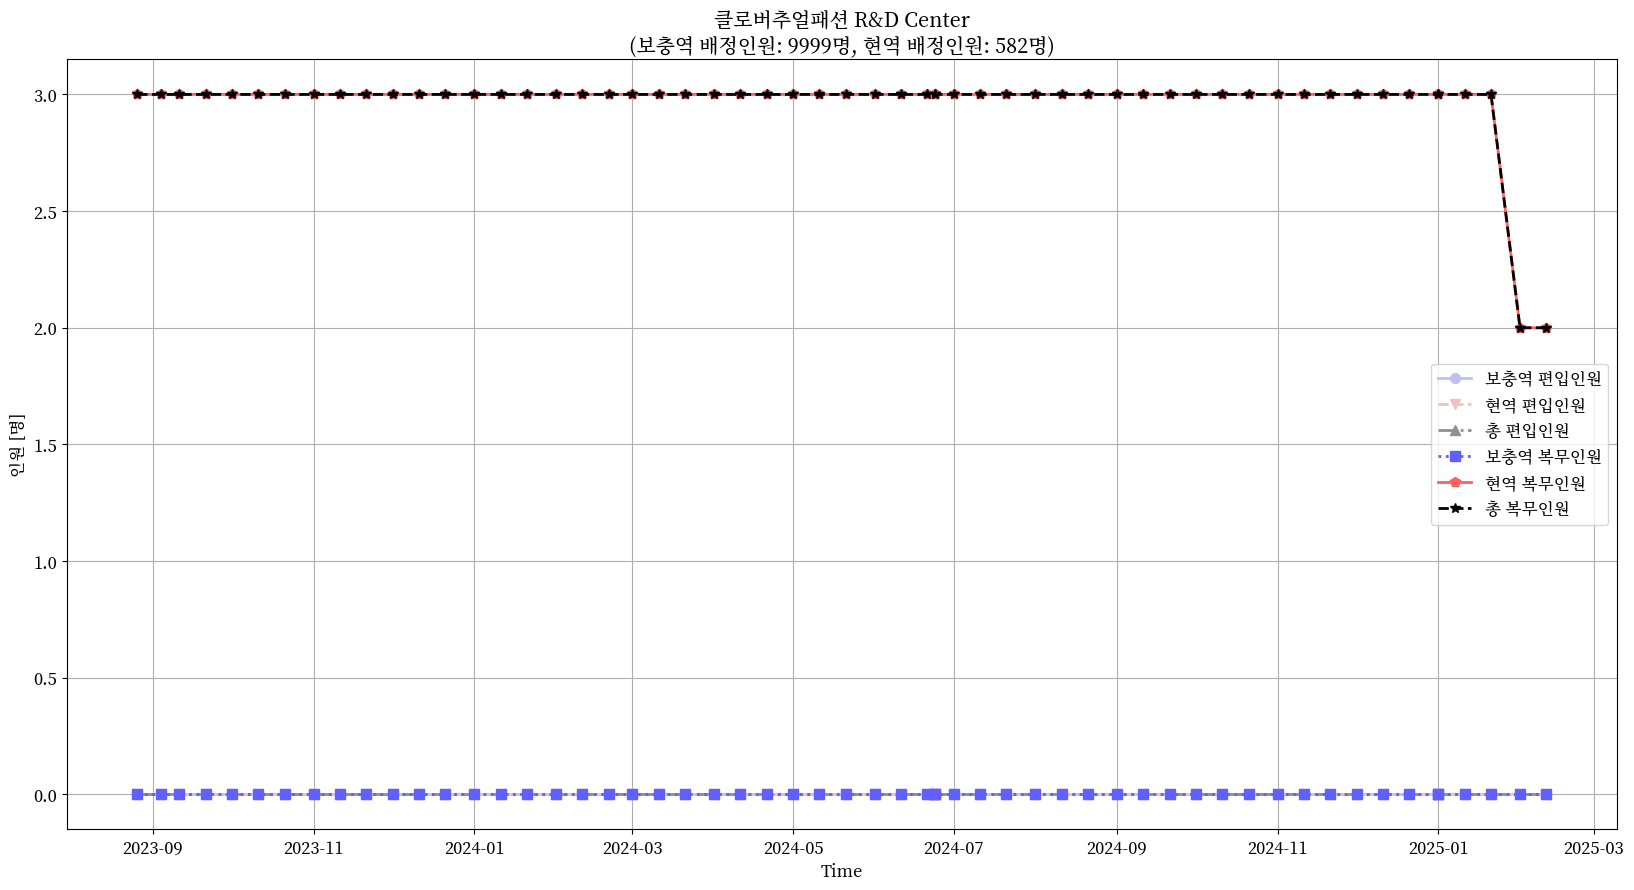 클로버추얼패션 R&D Center
(보충역 배정인원: 9999명, 현역 배정인원: 582명)
3.0
2.5
2.0
1.5
1.0
0.5
0.0
인원 [명]
보충역 편입인원
현역 편입인원
총 편입인원
보충역 복무인원
현역 복무인원
총 복무인원
2023-09
2023-11
2024-01
2024-03
2024-05
2024-07
2024-09
2024-11
2025-01
2025-03
Time